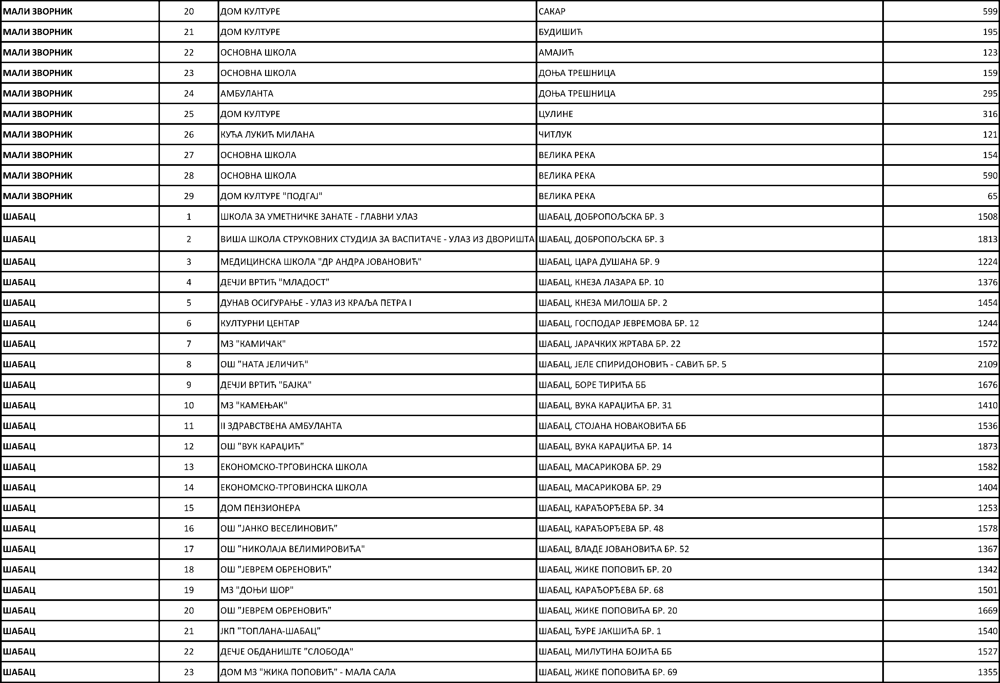 МАЛИ ЗВОРНИК 20 ДОМ КУЛТУРЕ САКАР 599
МАЛИ ЗВОРНИК 21 ДОМ КУЛТУРЕ БУДИШИЋ 195
МАЛИ ЗВОРНИК 22 ОСНОВНА ШКОЛА АМАЈИЋ 123
МАЛИ ЗВОРНИК 23 ОСНОВНА ШКОЛА ДОЊА ТРЕШНИЦА 159
МАЛИ ЗВОРНИК 24 АМБУЛАНТА ДОЊА ТРЕШНИЦА 295
МАЛИ ЗВОРНИК 25 ДОМ КУЛТУРЕ ЦУЛИНЕ 316
МАЛИ ЗВОРНИК 26 КУЋА ЛУКИЋ МИЛАНА ЧИТЛУК 121
МАЛИ ЗВОРНИК 27 ОСНОВНА ШКОЛА ВЕЛИКА РЕКА 154
МАЛИ ЗВОРНИК 28 ОСНОВНА ШКОЛА ВЕЛИКА РЕКА 590
МАЛИ ЗВОРНИК 29 ДОМ КУЛТУРЕ "ПОДГАЈ" ВЕЛИКА РЕКА 65
ШАБАЦ 1 ШКОЛА ЗА УМЕТНИЧКЕ ЗАНАТЕ - ГЛАВНИ УЛАЗ ШАБАЦ, ДОБРОПОЉСКА БР. 3 1508
ШАБАЦ 2 ВИША ШКОЛА СТРУКОВНИХ СТУДИЈА ЗА ВАСПИТАЧЕ - УЛАЗ ИЗ ДВОРИШТА ШАБАЦ, ДОБРОПОЉСКА БР. 3 1813
ШАБАЦ 3 МЕДИЦИНСКА ШКОЛА "ДР АНДРА ЈОВАНОВИЋ" ШАБАЦ, ЦАРА ДУШАНА БР. 9 1224
ШАБАЦ 4 ДЕЧЈИ ВРТИЋ "МЛАДОСТ" ШАБАЦ, КНЕЗА ЛАЗАРА БР. 10 1376
ШАБАЦ 5 ДУНАВ ОСИГУРАЊЕ - УЛАЗ ИЗ КРАЉА ПЕТРА I ШАБАЦ, КНЕЗА МИЛОША БР. 2 1454
ШАБАЦ 6 КУЛТУРНИ ЦЕНТАР ШАБАЦ, ГОСПОДАР ЈЕВРЕМОВА БР. 12 1244
ШАБАЦ 7 МЗ "КАМИЧАК" ШАБАЦ, ЈАРАЧКИХ ЖРТАВА БР. 22 1572
ШАБАЦ 8 ОШ "НАТА ЈЕЛИЧИЋ" ШАБАЦ, ЈЕЛЕ СПИРИДОНОВИЋ - САВИЋ БР. 5 2109
ШАБАЦ 9 ДЕЧЈИ ВРТИЋ "БАЈКА" ШАБАЦ, БОРЕ ТИРИЋА ББ 1676
ШАБАЦ 10 МЗ "КАМЕЊАК" ШАБАЦ, ВУКА КАРАЏИЋА БР. 31 1410
ШАБАЦ 11 II ЗДРАВСТВЕНА АМБУЛАНТА ШАБАЦ, СТОЈАНА НОВАКОВИЋА ББ 1536
ШАБАЦ 12 ОШ "ВУК КАРАЏИЋ" ШАБАЦ, ВУКА КАРАЏИЋА БР. 14 1873
ШАБАЦ 13 ЕКОНОМСКО-ТРГОВИНСКА ШКОЛА ШАБАЦ, МАСАРИКОВА БР. 29 1582
ШАБАЦ 14 ЕКОНОМСКО-ТРГОВИНСКА ШКОЛА ШАБАЦ, МАСАРИКОВА БР. 29 1404
ШАБАЦ 15 ДОМ ПЕНЗИОНЕРА ШАБАЦ, КАРАЂОРЂЕВА БР. 34 1253
ШАБАЦ 16 ОШ "ЈАНКО ВЕСЕЛИНОВИЋ" ШАБАЦ, КАРАЂОРЂЕВА БР. 48 1578
ШАБАЦ 17 ОШ "НИКОЛАЈА ВЕЛИМИРОВИЋА" ШАБАЦ, ВЛАДЕ ЈОВАНОВИЋА БР. 52 1367
ШАБАЦ 18 ОШ "ЈЕВРЕМ ОБРЕНОВИЋ" ШАБАЦ, ЖИКЕ ПОПОВИЋ БР. 20 1342
ШАБАЦ 19 МЗ "ДОЊИ ШОР" ШАБАЦ, КАРАЂОРЂЕВА БР. 68 1501
ШАБАЦ 20 ОШ "ЈЕВРЕМ ОБРЕНОВИЋ" ШАБАЦ, ЖИКЕ ПОПОВИЋА БР. 20 1669
ШАБАЦ 21 ЈКП "ТОПЛАНА-ШАБАЦ" ШАБАЦ, ЂУРЕ ЈАКШИЋА БР. 1 1540
ШАБАЦ 22 ДЕЧЈЕ ОБДАНИШТЕ "СЛОБОДА" ШАБАЦ, МИЛУТИНА БОЈИЋА ББ 1527
ШАБАЦ 23 ДОМ МЗ "ЖИКА ПОПОВИЋ" - МАЛА САЛА ШАБАЦ, ЖИКЕ ПОПОВИЋА БР. 69 1355